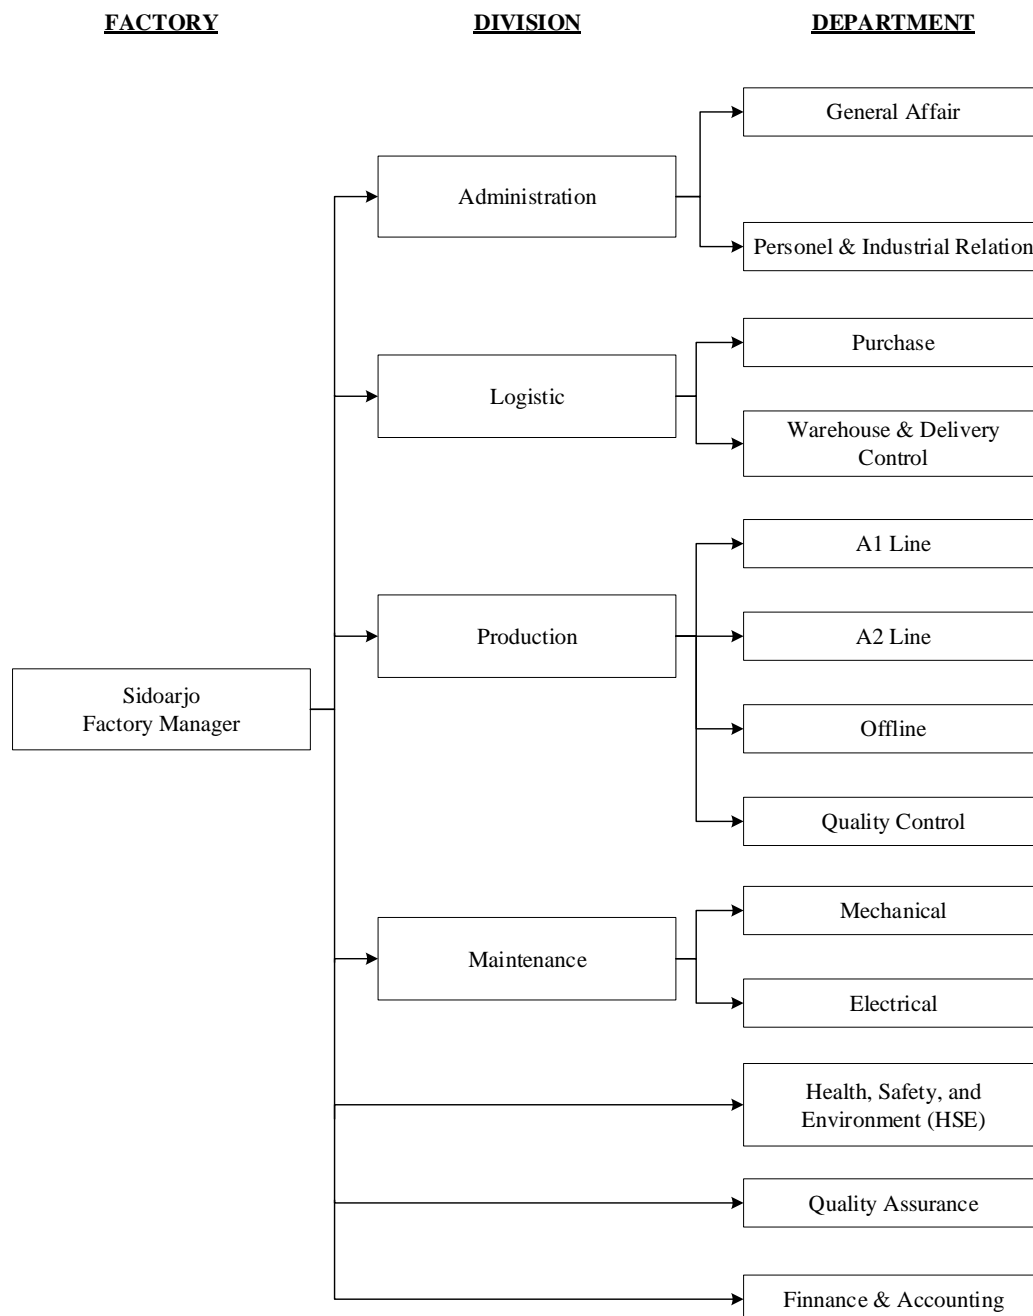 FACTORY
DIVISION
DEPARTMENT
General Affair
Administration
Personel & Industrial Relation
Purchase
Logistic
Warehouse & Delivery
Control
A1 Line
Production
A2 Line
Sidoarjo
Factory Manager
Offline
Quality Control
Mechanical
Maintenance
Electrical
Health, Safety, and
Environment (HSE)
Quality Assurance
Finnance & Accounting